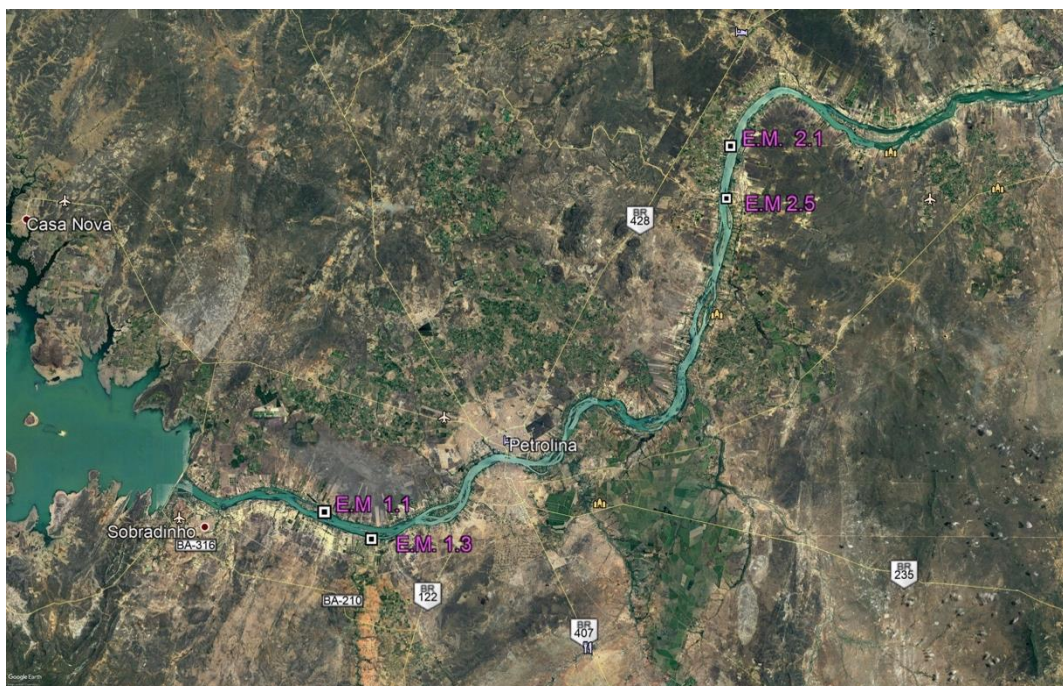 E.M. 2.1
E.M 2.5
BR
428
Casa Nova
Petrolina
E.M 1.1
E.M. 1.3
Sobradinho
BA-316
BR
235
BA-210
BR
122
BR
407
Google Earth